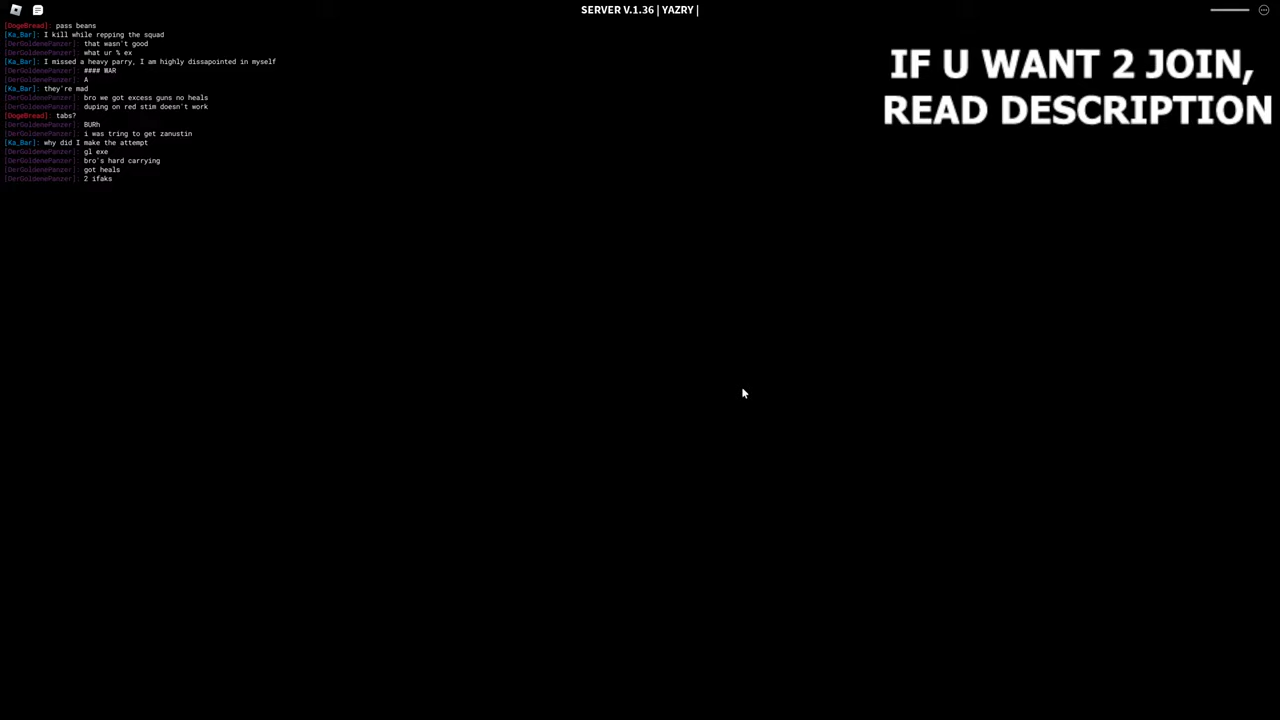 SERVER V.1.36 | YAZRY |
[DogeBread]: pass beans
[Ka_Bar]: I kill while repping the squad
[DerGoldenePanzer]: that wasn't good
[DerGoldenePanzer]: what ur % ex
[Ka_Bar]: I missed a heavy parry, I am highly dissapointed in myself
[DerGoldenePanzer]: #### WAR
[DerGoldenePanzer]: A
[Ka_Bar]: they're mad
[DerGoldenePanzer]: bro we got excess guns no heals
[DerGoldenePanzer]: duping on red stim doesn't work
[DogeBread]: tabs?
[DerGoldenePanzer]: BURh
[DerGoldenePanzer]: i was tring to get zanustin
[Ka_Bar]: why did I make the attempt
[DerGoldenePanzer]: gl exe
[DerGoldenePanzer]: bro's hard carrying
[DerGoldenePanzer]: got heals
[DerGoldenePanzer]: 2 ifaks
IF U WANT 2 JOIN,
READ DESCRIPTION